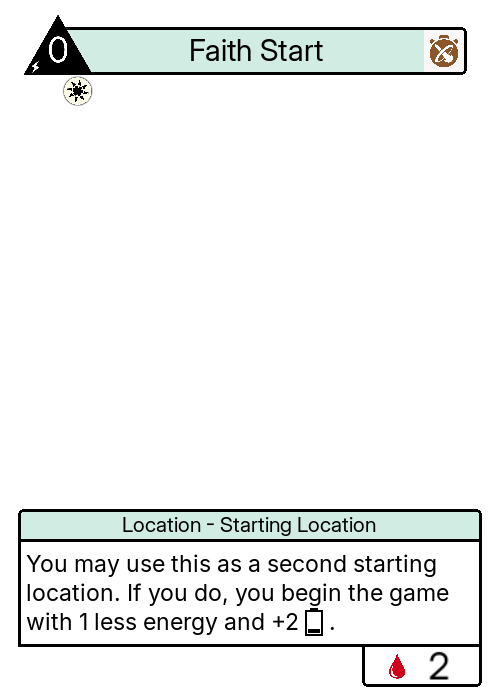 0
Faith Start
Location - Starting Location
You may use this as a second starting
location. If you do, you begin the game
with 1 less energy and +2 .
2